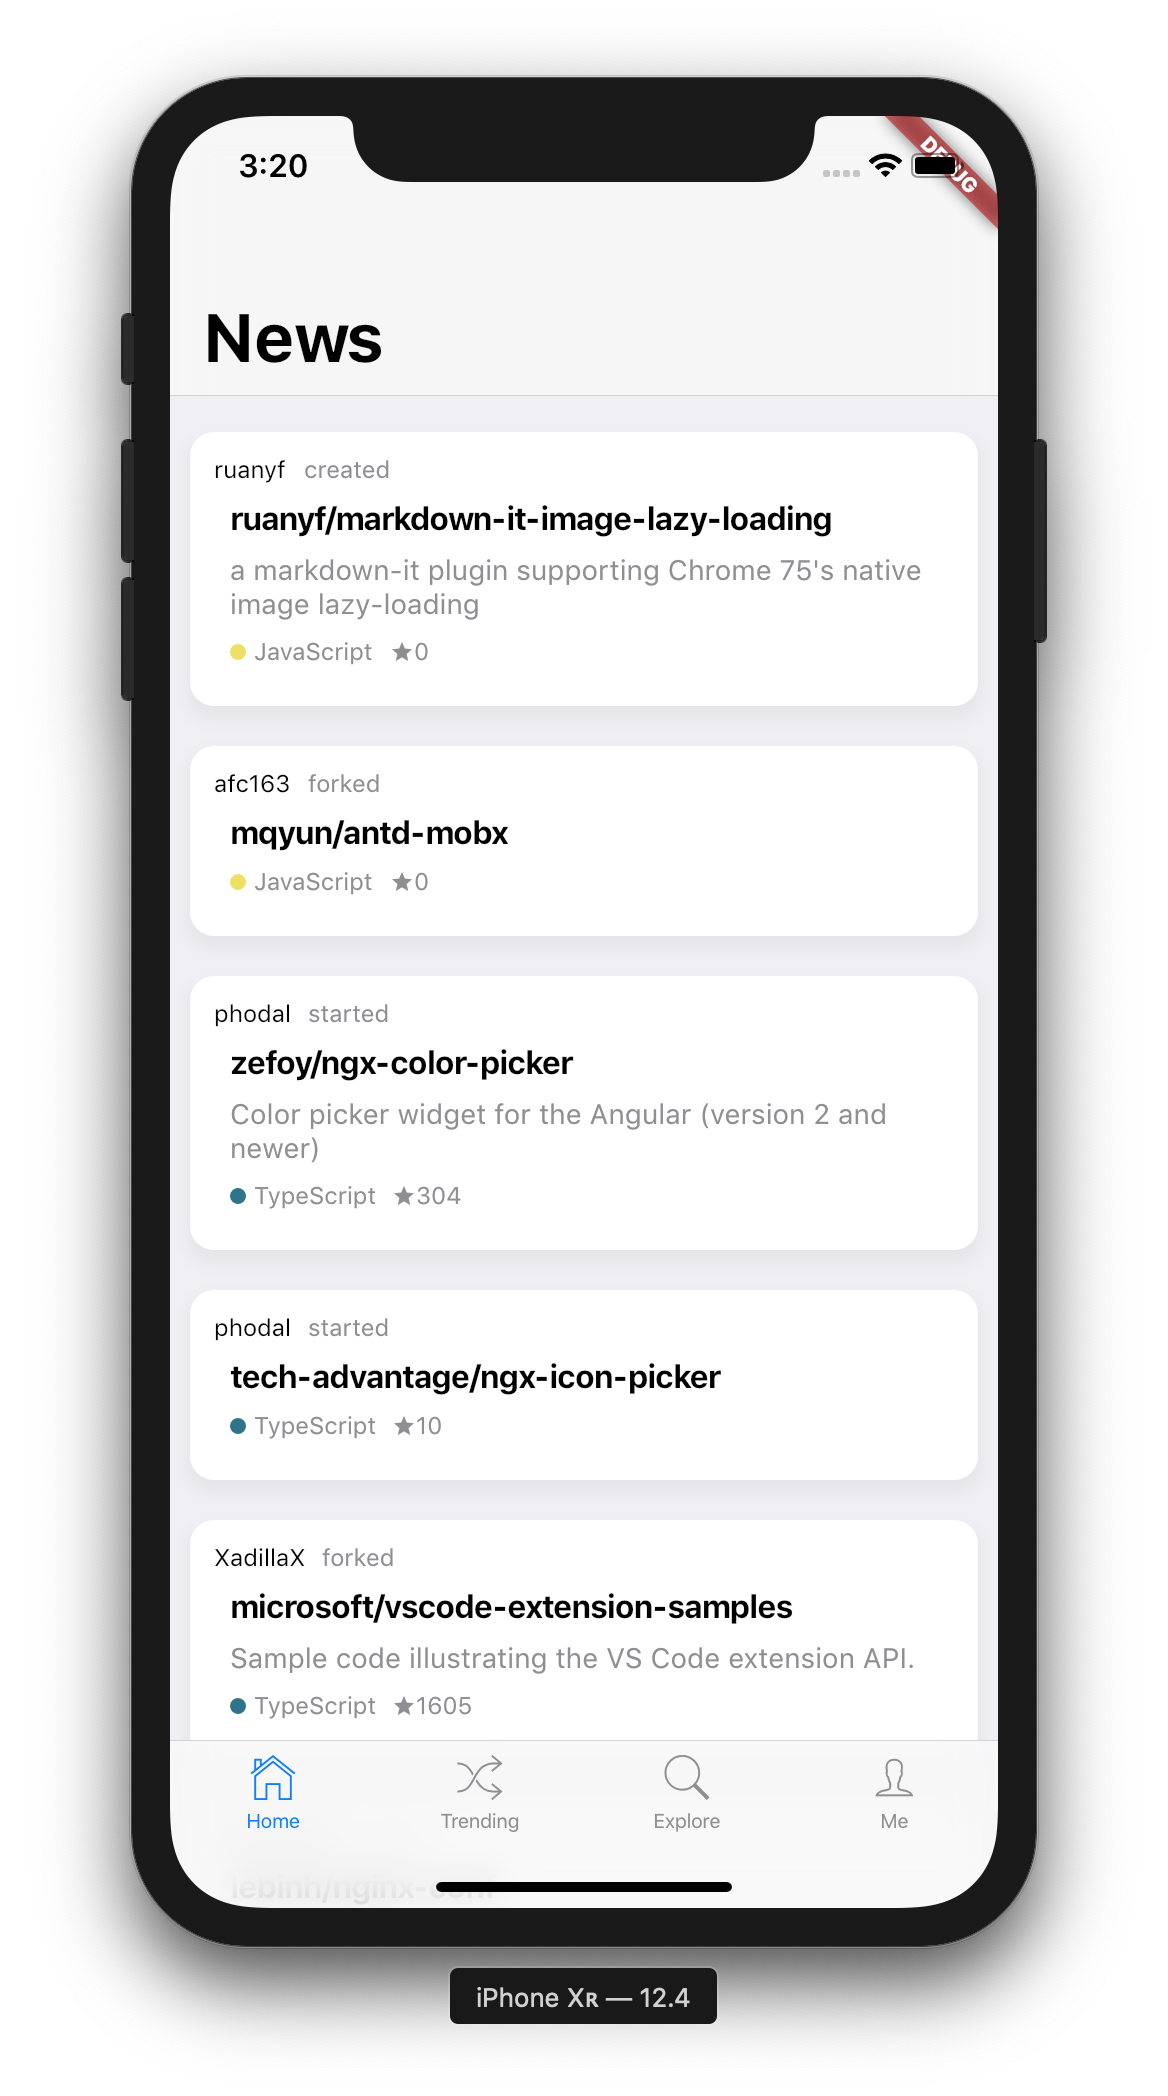 3:20
DEBUG
News
ruanyf created
ruanyf/markdown-it-image-lazy-loading
a markdown-it plugin supporting Chrome 75's native
image lazy-loading
JavaScript ★0
afc163 forked
mqyun/antd-mobx
JavaScript ★0
phodal started
zefoy/ngx-color-picker
Color picker widget for the Angular (version 2 and
newer)
TypeScript ★304
phodal started
tech-advantage/ngx-icon-picker
TypeScript ★10
XadillaX forked
microsoft/vscode-extension-samples
Sample code illustrating the VS Code extension API.
TypeScript ★1605
Home Trending Explore Me
lebinh/nginx-conf
iPhone Xʀ — 12.4